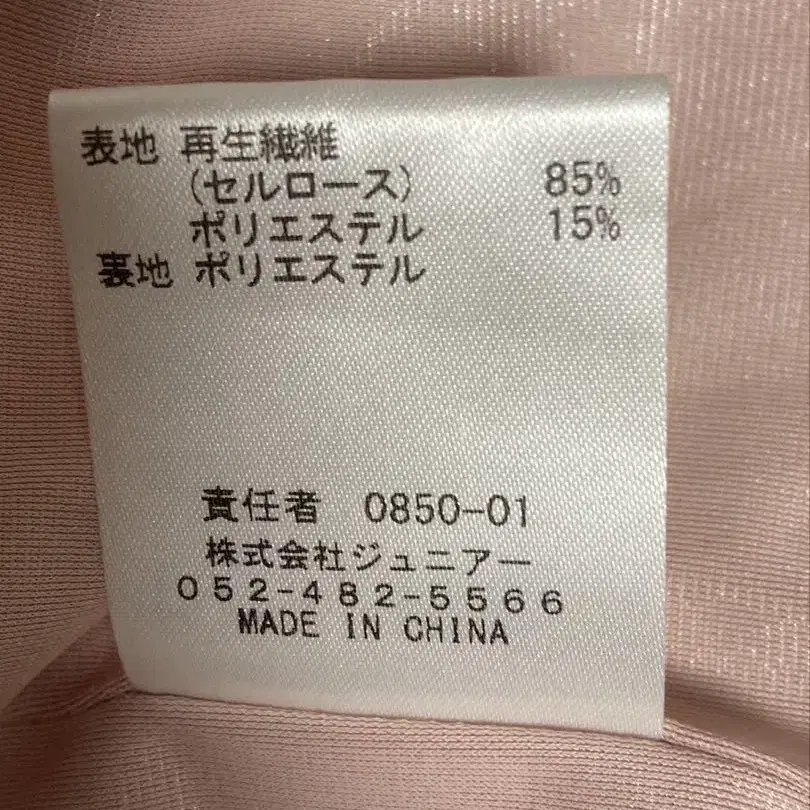 表地 再生繊維
(セルロース) 85%
ポリエステル 15%
裏地 ポリエステル
責任者 0850-01
株式会社ジュニアー
052-482-5566
MADE IN CHINA